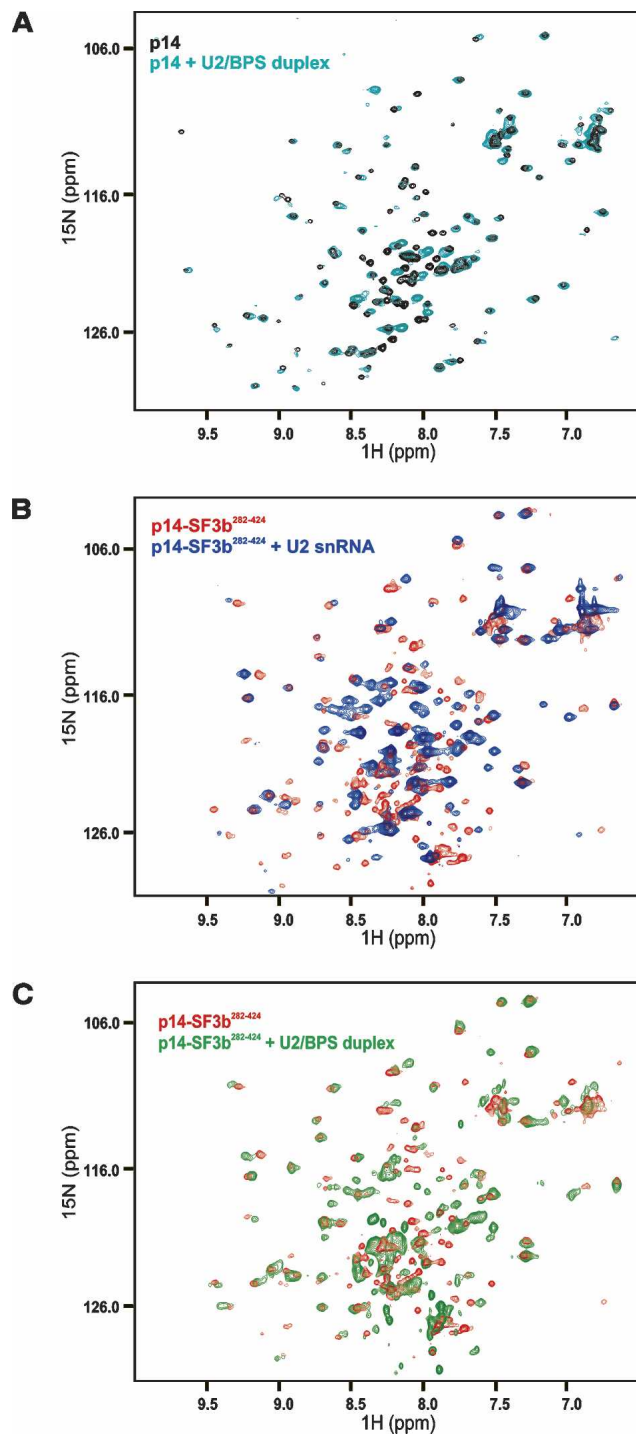 A
p14
p14 + U2/BPS duplex
106.0
116.0
126.0
15N (ppm)
9.5 9.0 8.5 8.0 7.5 7.0
1H (ppm)
B
p14-SF3b282-424
p14-SF3b282-424 + U2 snRNA
106.0
116.0
126.0
15N (ppm)
9.5 9.0 8.5 8.0 7.5 7.0
1H (ppm)
C
p14-SF3b282-424
p14-SF3b282-424 + U2/BPS duplex
106.0
116.0
126.0
15N (ppm)
9.5 9.0 8.5 8.0 7.5 7.0
1H (ppm)